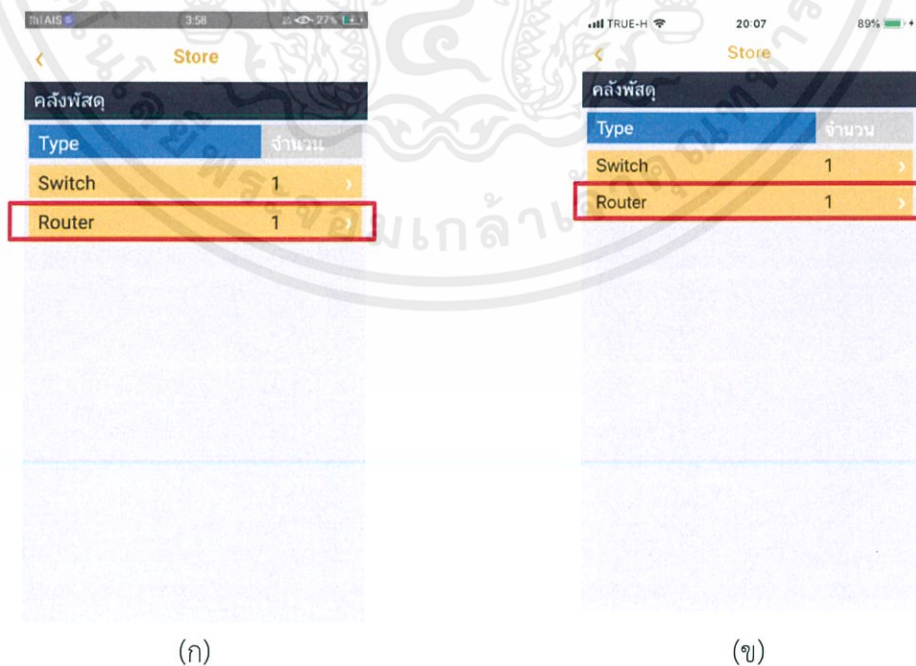 AIS 3:58 27%
Store
คลังพัสดุ
Type จำนวน
Switch 1
Router 1
(ก)
TRUE-H 20:07 89%
Store
คลังพัสดุ
Type จำนวน
Switch 1
Router 1
(ข)